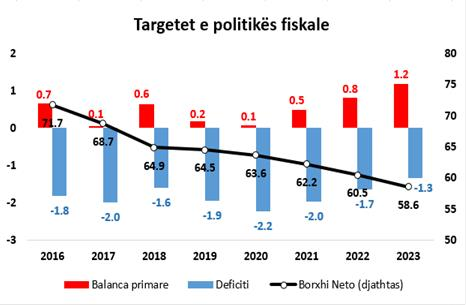 Targetet e politikës fiskale
2 80
1.2
0.7 0.6 0.8
1 0.5 75
0.1 0.2 0.1
0 71.7 70
68.7
-1 64.9 64.5 63.6 65
62.2
-2 60.5 58.6 60
-1.8 -2.0 -1.6 -1.9 -2.2 -2.0 -1.7 -1.3
55
-3 50
2016 2017 2018 2019 2020 2021 2022 2023
Balanca primare Deficiti Borxhi Neto (djathtas)